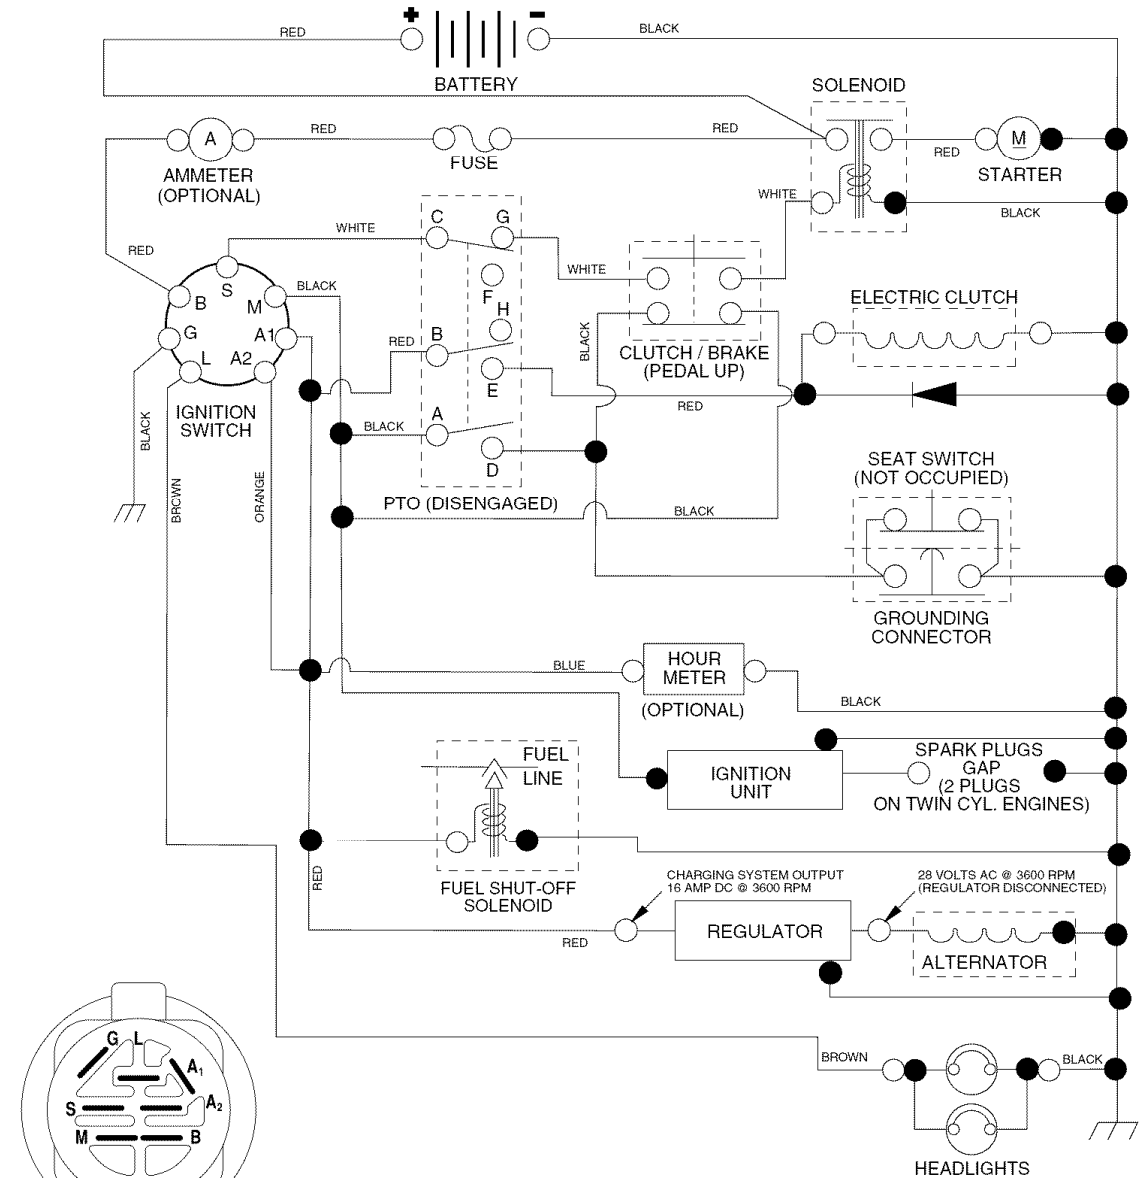 + -
RED
BLACK
BATTERY
SOLENOID
A
RED
RED
M
RED
AMMETER
(OPTIONAL)
FUSE
STARTER
WHITE
BLACK
C G
WHITE
RED
WHITE
S
B
M
BLACK
F
H
ELECTRIC CLUTCH
G
A1
RED
B
BLACK
CLUTCH / BRAKE
(PEDAL UP)
L
A2
E
IGNITION
SWITCH
RED
BLACK
A
BLACK
D
SEAT SWITCH
(NOT OCCUPIED)
BROWN
ORANGE
PTO (DISENGAGED)
BLACK
GROUNDING
CONNECTOR
BLUE
HOUR
METER
(OPTIONAL)
BLACK
FUEL
LINE
IGNITION
UNIT
SPARK PLUGS
GAP
(2 PLUGS
ON TWIN CYL. ENGINES)
RED
FUEL SHUT-OFF
SOLENOID
CHARGING SYSTEM OUTPUT
16 AMP DC @ 3600 RPM
28 VOLTS AC @ 3600 RPM
(REGULATOR DISCONNECTED)
RED
REGULATOR
ALTERNATOR
G L
A1
S
A2
M
B
BROWN
BLACK
HEADLIGHTS